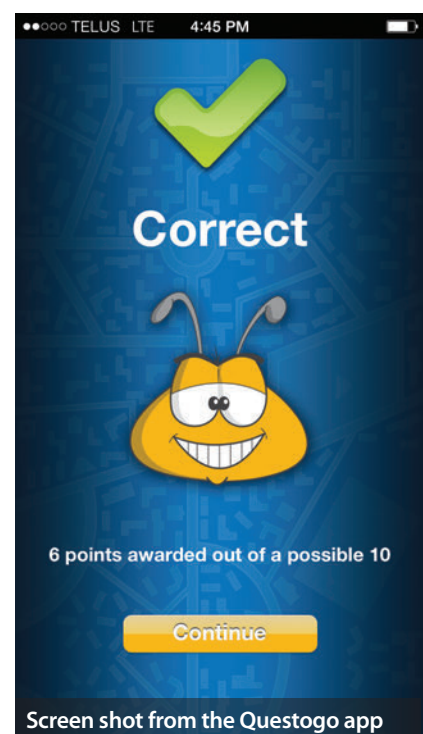 TELUS LTE 4:45 PM
Correct
6 points awarded out of a possible 10
Continue
Screen shot from the Questogo app